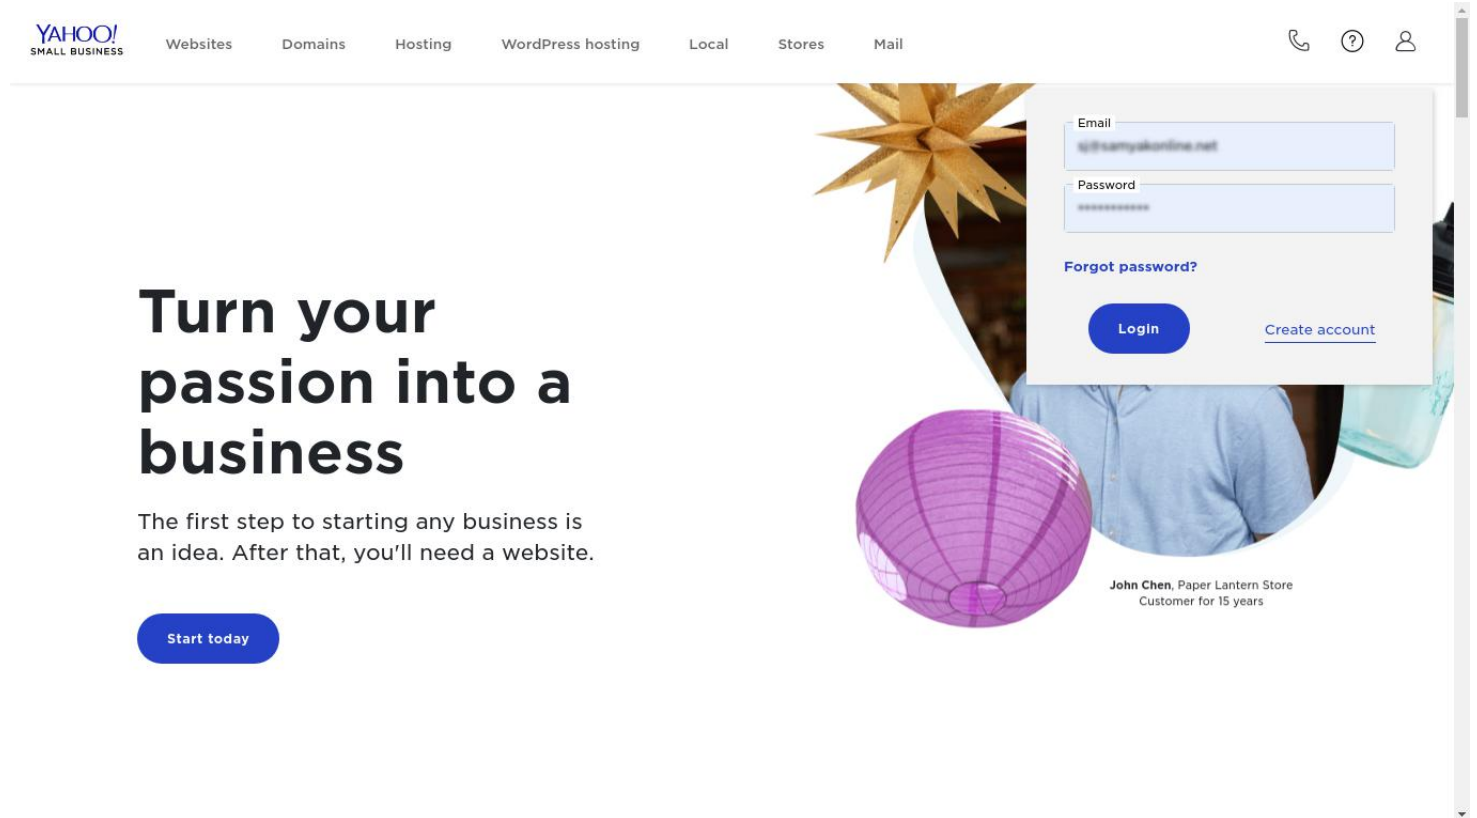 YAHOO!
SMALL BUSINESS
Websites Domains Hosting WordPress hosting Local Stores Mail
Email
Password
Forgot password?
Login Create account
Turn your
passion into a
business
The first step to starting any business is
an idea. After that, you'll need a website.
Start today
John Chen, Paper Lantern Store
Customer for 15 years